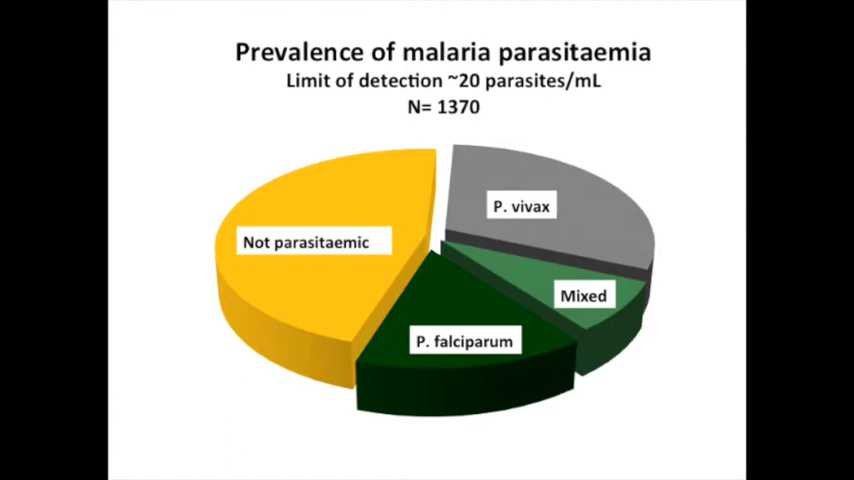 Prevalence of malaria parasitaemia
Limit of detection ~20 parasites/mL
N= 1370
P. vivax
Not parasitaemic
Mixed
P. falciparum